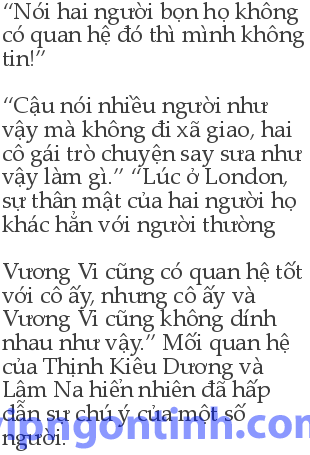 “Nói hai người bọn họ không
có quan hệ đó thì mình không
tin!”
“Cậu nói nhiều người như
vậy mà không đi xã giao, hai
cô gái trò chuyện say sưa như
vậy làm gì.” “Lúc ở London,
sự thân mật của hai người họ
khác hẳn với người thường
Vương Vi cũng có quan hệ tốt
với cô ấy, nhưng cô ấy và
Vương Vi cũng không dính
nhau như vậy.” Mối quan hệ
của Thịnh Kiều Dương và
Lâm Na hiển nhiên đã hấp
dẫn sự chú ý của một số
người.
viprigontinh.com